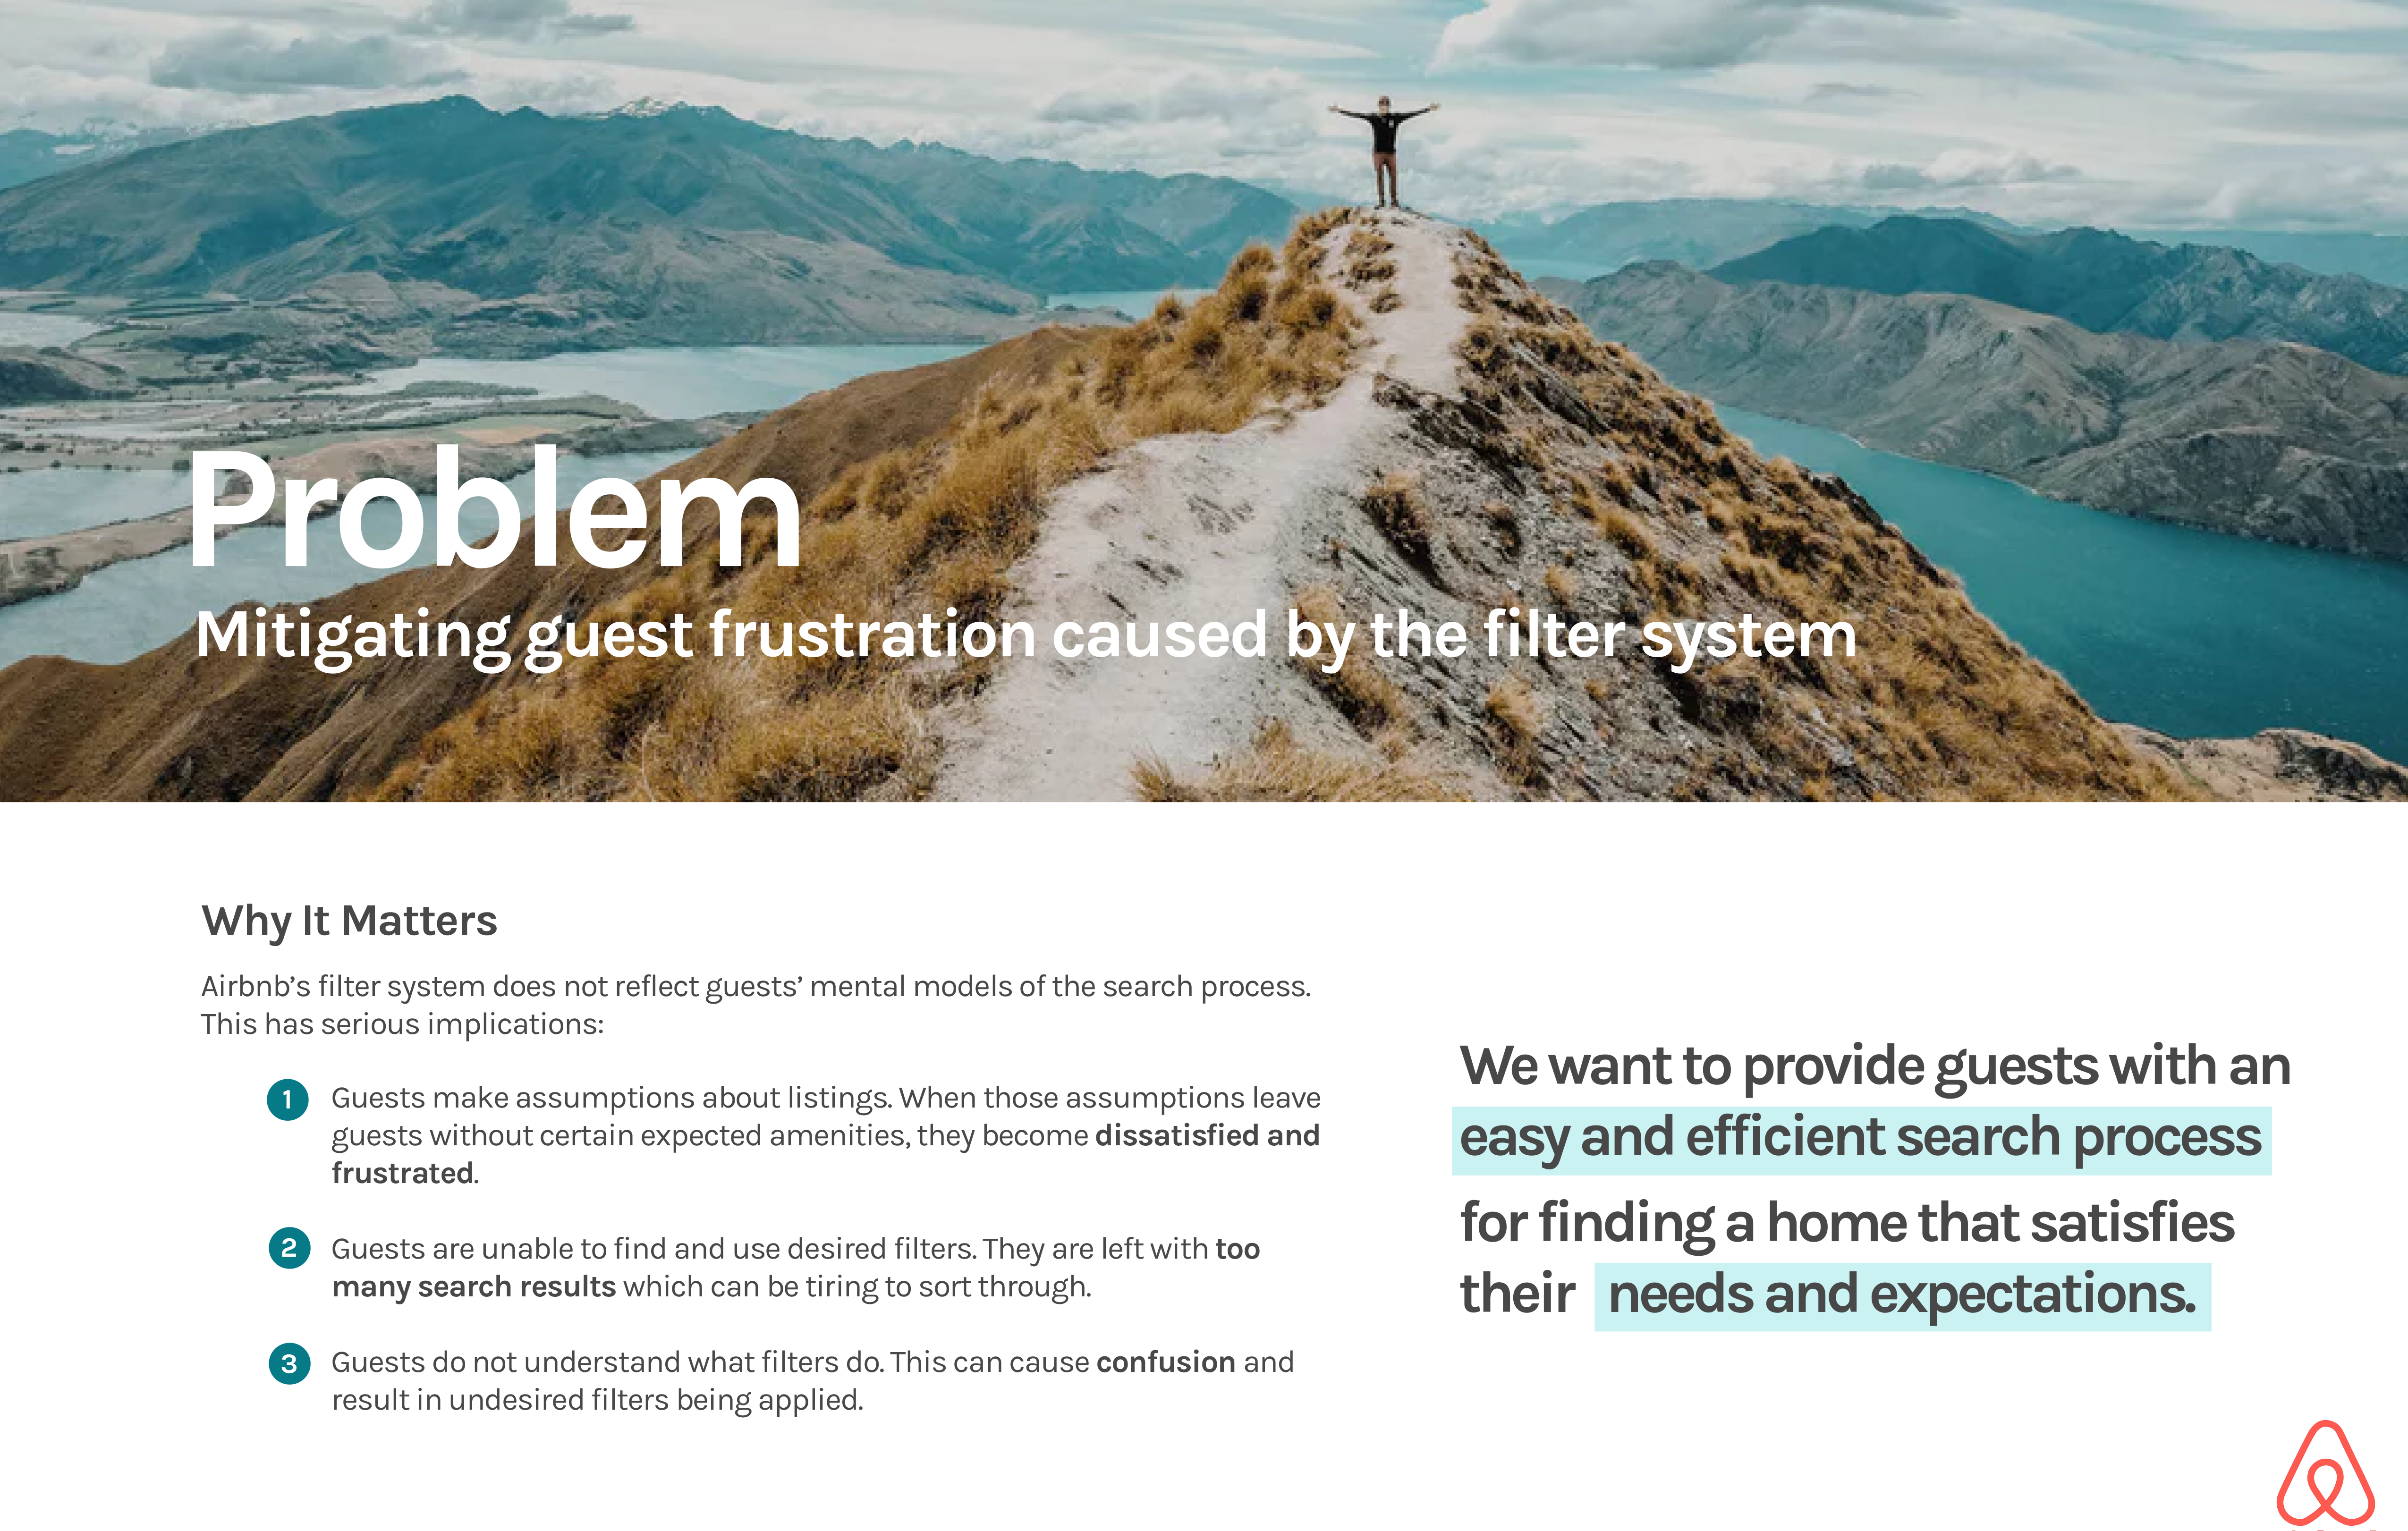 Problem
Mitigating guest frustration caused by the filter system
Why It Matters
Airbnb’s filter system does not reflect guests’ mental models of the search process.
This has serious implications:
1 Guests make assumptions about listings. When those assumptions leave
guests without certain expected amenities, they become dissatisfied and
frustrated.
2 Guests are unable to find and use desired filters. They are left with too
many search results which can be tiring to sort through.
3 Guests do not understand what filters do. This can cause confusion and
result in undesired filters being applied.
We want to provide guests with an
easy and efficient search process
for finding a home that satisfies
their needs and expectations.